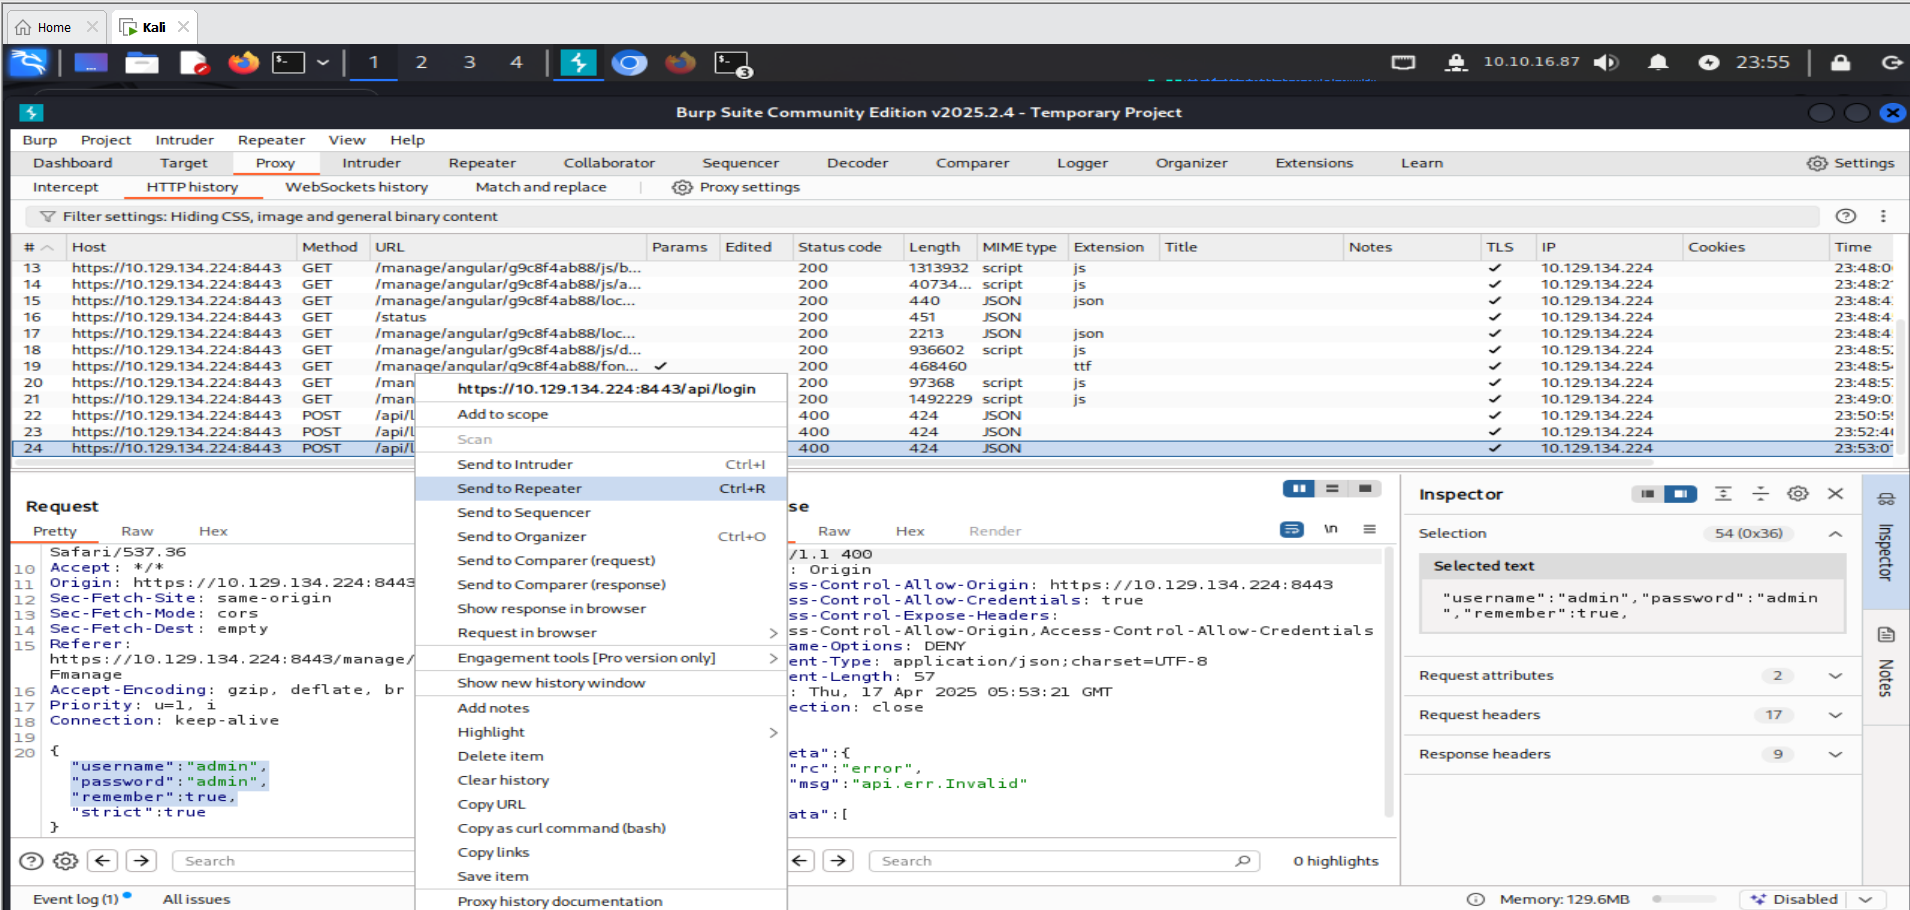 Home
Kali
1 2 3 4
3
10.10.16.87
23:55
Burp Suite Community Edition v2025.2.4 - Temporary Project
Burp Project Intruder Repeater View Help
Dashboard Target Proxy Intruder Repeater Collaborator Sequencer Decoder Comparer Logger Organizer Extensions Learn Settings
Intercept HTTP history WebSockets history Match and replace Proxy settings
Filter settings: Hiding CSS, image and general binary content
# Host Method URL Params Edited Status code Length MIME type Extension Title Notes TLS IP Cookies Time
13 https://10.129.134.224:8443 GET /manage/angular/g9c8f4ab88/js/b... 200 1313932 script js 10.129.134.224 23:48:0
14 https://10.129.134.224:8443 GET /manage/angular/g9c8f4ab88/js/a... 200 40734... script js 10.129.134.224 23:48:2
15 https://10.129.134.224:8443 GET /manage/angular/g9c8f4ab88/loc... 200 440 JSON json 10.129.134.224 23:48:4
16 https://10.129.134.224:8443 GET /status 200 451 JSON 10.129.134.224 23:48:4
17 https://10.129.134.224:8443 GET /manage/angular/g9c8f4ab88/loc... 200 2213 JSON json 10.129.134.224 23:48:4
18 https://10.129.134.224:8443 GET /manage/angular/g9c8f4ab88/js/d... 200 936602 script js 10.129.134.224 23:48:5
19 https://10.129.134.224:8443 GET /manage/angular/g9c8f4ab88/fon... 200 468460 ttf 10.129.134.224 23:48:5
20 https://10.129.134.224:8443 GET /man 200 97368 script js 10.129.134.224 23:48:5
21 https://10.129.134.224:8443 GET /man 200 1492229 script js 10.129.134.224 23:49:0
22 https://10.129.134.224:8443 POST /api/l 400 424 JSON 10.129.134.224 23:50:5
23 https://10.129.134.224:8443 POST /api/l 400 424 JSON 10.129.134.224 23:52:4
24 https://10.129.134.224:8443 POST /api/l 400 424 JSON 10.129.134.224 23:53:0
https://10.129.134.224:8443/api/login
Add to scope
Scan
Send to Intruder Ctrl+I
Send to Repeater Ctrl+R
Send to Sequencer
Send to Organizer Ctrl+O
Send to Comparer (request)
Send to Comparer (response)
Show response in browser
Request in browser
Engagement tools [Pro version only]
Show new history window
Add notes
Highlight
Delete item
Clear history
Copy URL
Copy as curl command (bash)
Copy links
Save item
Proxy history documentation
Request
Pretty Raw Hex
Safari/537.36
10 Accept: */*
11 Origin: https://10.129.134.224:8443
12 Sec-Fetch-Site: same-origin
13 Sec-Fetch-Mode: cors
14 Sec-Fetch-Dest: empty
15 Referer:
https://10.129.134.224:8443/manage/
Fmanage
16 Accept-Encoding: gzip, deflate, br
17 Priority: u=1, i
18 Connection: keep-alive
19
20 {
"username":"admin",
"password":"admin",
"remember":true,
"strict":true
}
Search
se
Raw Hex Render
\n
/1.1 400
: Origin
ss-Control-Allow-Origin: https://10.129.134.224:8443
ss-Control-Allow-Credentials: true
ss-Control-Expose-Headers:
ss-Control-Allow-Origin,Access-Control-Allow-Credentials
ame-Options: DENY
ent-Type: application/json;charset=UTF-8
ent-Length: 57
: Thu, 17 Apr 2025 05:53:21 GMT
ection: close
eta":{
"rc":"error",
"msg":"api.err.Invalid"
ata":[
Search
0 highlights
Inspector
Selection 54 (0x36)
Selected text
"username":"admin","password":"admin
","remember":true,
Request attributes 2
Request headers 17
Response headers 9
Inspector
Notes
Event log (1) All issues
Memory: 129.6MB
Disabled